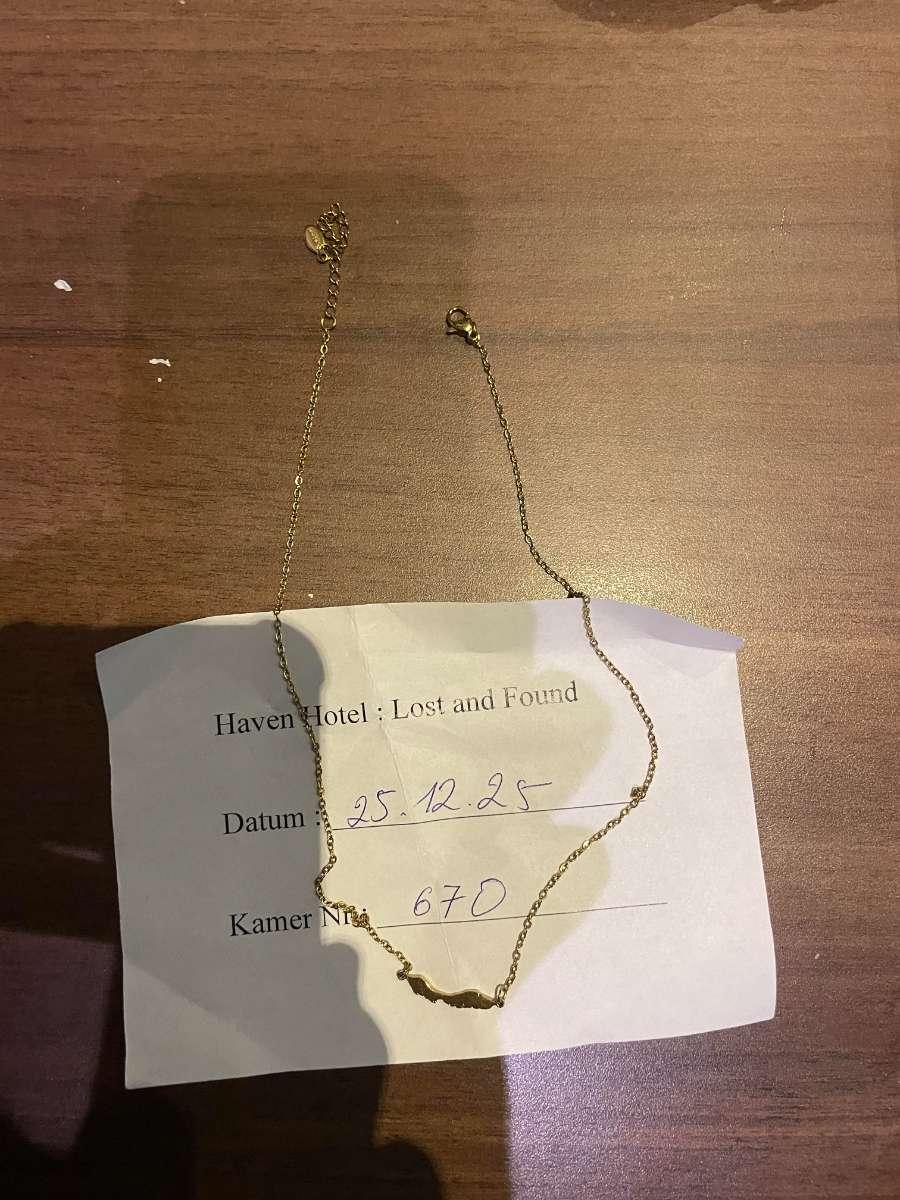 Haven Hotel : Lost and Found
Datum : 25.12.25
Kamer Nr : 670